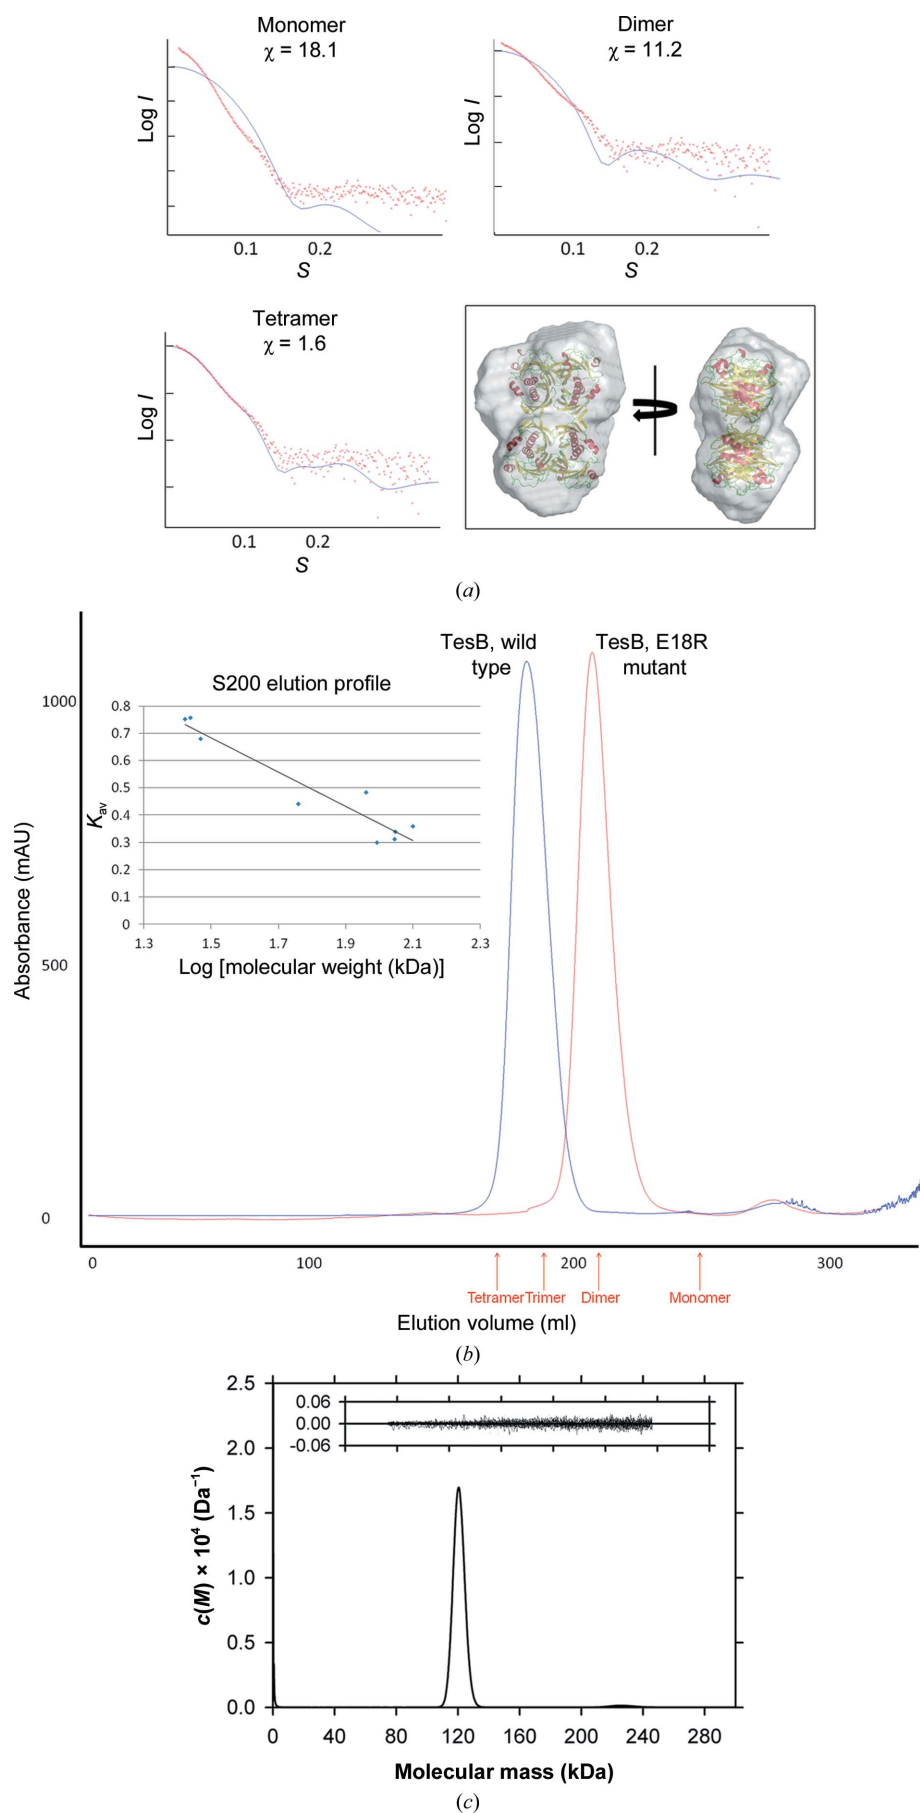 Monomer
χ = 18.1
Log I
0.1 0.2
S
Dimer
χ = 11.2
Log I
0.1 0.2
S
Tetramer
χ = 1.6
Log I
0.1 0.2
S
(a)
TesB, wild
type
TesB, E18R
mutant
S200 elution profile
0.8
0.7
0.6
0.5
0.4
0.3
0.2
0.1
0
Kav
1.3 1.5 1.7 1.9 2.1 2.3
Log [molecular weight (kDa)]
1000
500
0
Absorbance (mAU)
0 100 200 300
Tetramer Trimer Dimer Monomer
Elution volume (ml)
(b)
2.5
2.0
1.5
1.0
0.5
0.0
0.06
0.00
-0.06
c(M) × 10⁴ (Da⁻¹)
0 40 80 120 160 200 240 280
Molecular mass (kDa)
(c)